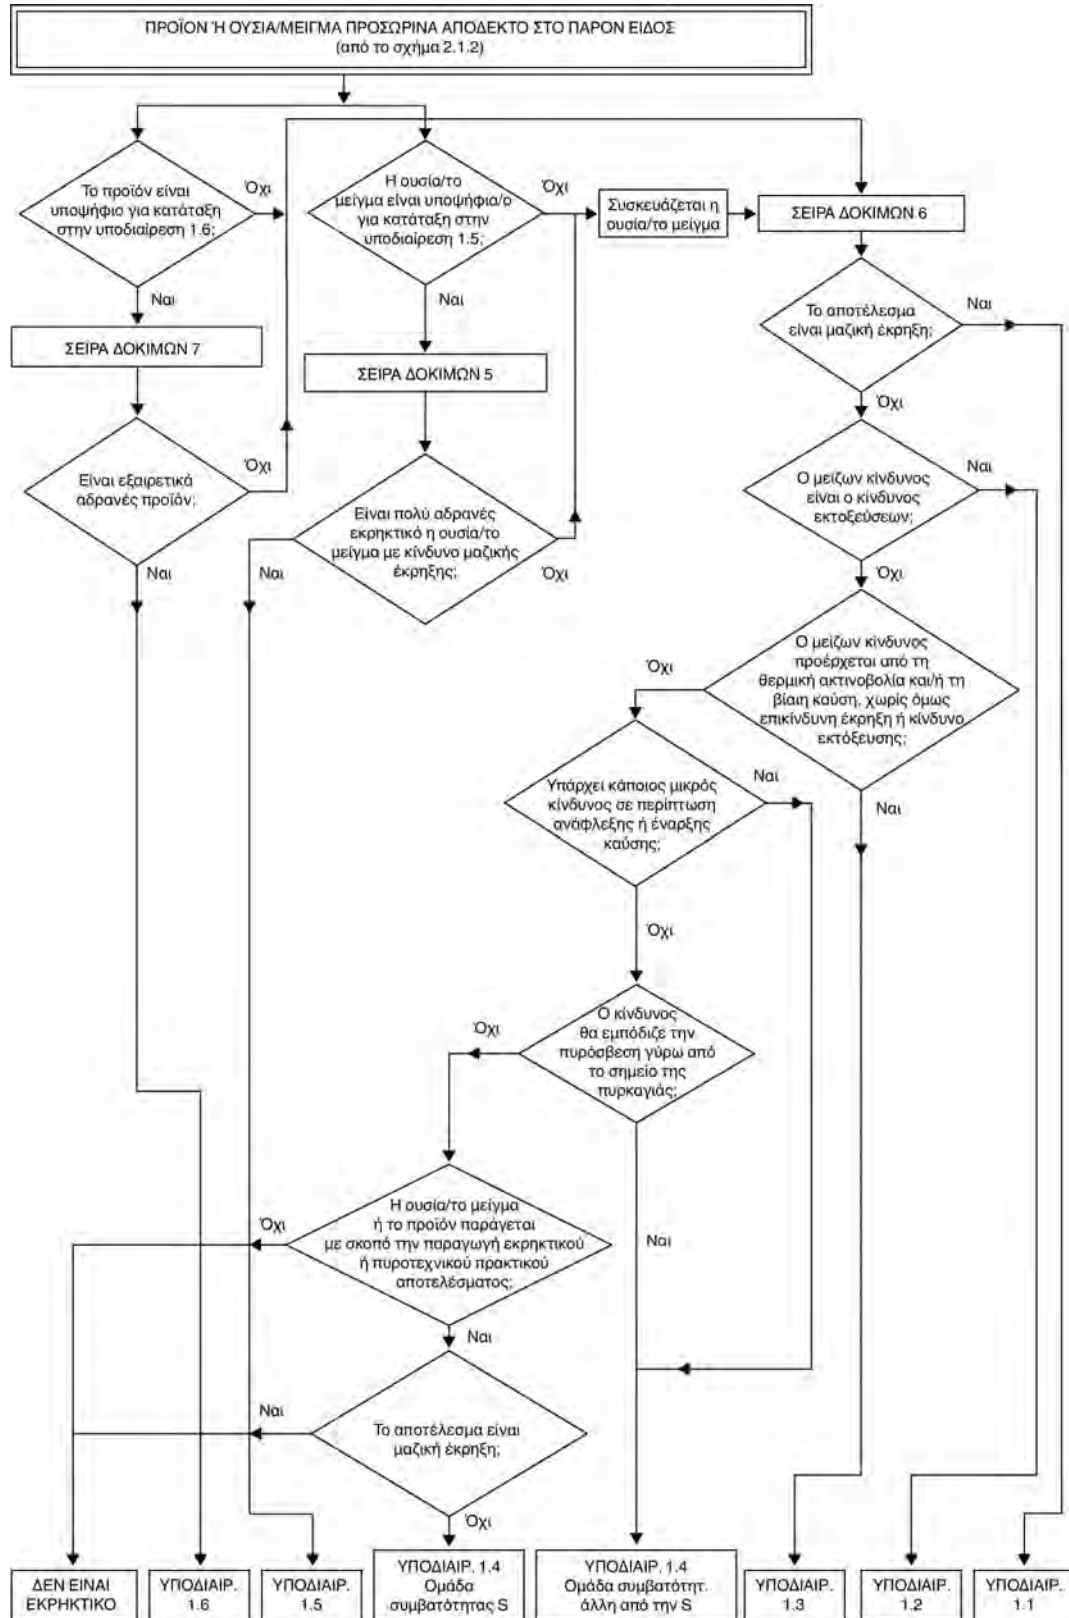 ΠΡΟΪΟΝ Ή ΟΥΣΙΑ/ΜΕΙΓΜΑ ΠΡΟΣΩΡΙΝΑ ΑΠΟΔΕΚΤΟ ΣΤΟ ΠΑΡΟΝ ΕΙΔΟΣ
(από το σχήμα 2.1.2)
Το προϊόν είναι
υποψήφιο για κατάταξη
στην υποδιαίρεση 1.6;
Όχι
Ναι
Η ουσία/το
μείγμα είναι υποψήφια/ο
για κατάταξη στην
υποδιαίρεση 1.5;
Όχι
Ναι
Συσκευάζεται η
ουσία/το μείγμα
ΣΕΙΡΑ ΔΟΚΙΜΩΝ 6
ΣΕΙΡΑ ΔΟΚΙΜΩΝ 7
ΣΕΙΡΑ ΔΟΚΙΜΩΝ 5
Το αποτέλεσμα
είναι μαζική έκρηξη;
Ναι
Όχι
Είναι εξαιρετικά
αδρανές προϊόν;
Όχι
Ναι
Είναι πολύ αδρανές
εκρηκτικό η ουσία/το
μείγμα με κίνδυνο μαζικής
έκρηξης;
Ναι
Όχι
Ο μείζων κίνδυνος
είναι ο κίνδυνος
εκτοξεύσεων;
Ναι
Όχι
Ο μείζων κίνδυνος
προέρχεται από τη
θερμική ακτινοβολία και/ή τη
βίαιη καύση, χωρίς όμως
επικίνδυνη έκρηξη ή κίνδυνο
εκτόξευσης;
Όχι
Ναι
Υπάρχει κάποιος μικρός
κίνδυνος σε περίπτωση
ανάφλεξης ή έναρξης
καύσης;
Ναι
Όχι
Ο κίνδυνος
θα εμπόδιζε την
πυρόσβεση γύρω από
το σημείο της
πυρκαγιάς;
Όχι
Ναι
Η ουσία/το μείγμα
ή το προϊόν παράγεται
με σκοπό την παραγωγή εκρηκτικού
ή πυροτεχνικού πρακτικού
αποτελέσματος;
Όχι
Ναι
Το αποτέλεσμα είναι
μαζική έκρηξη;
Ναι
Όχι
ΔΕΝ ΕΙΝΑΙ
ΕΚΡΗΚΤΙΚΟ
ΥΠΟΔΙΑΙΡ.
1.6
ΥΠΟΔΙΑΙΡ.
1.5
ΥΠΟΔΙΑΙΡ. 1.4
Ομάδα
συμβατότητας S
ΥΠΟΔΙΑΙΡ. 1.4
Ομάδα συμβατότητ.
άλλη από την S
ΥΠΟΔΙΑΙΡ.
1.3
ΥΠΟΔΙΑΙΡ.
1.2
ΥΠΟΔΙΑΙΡ.
1.1